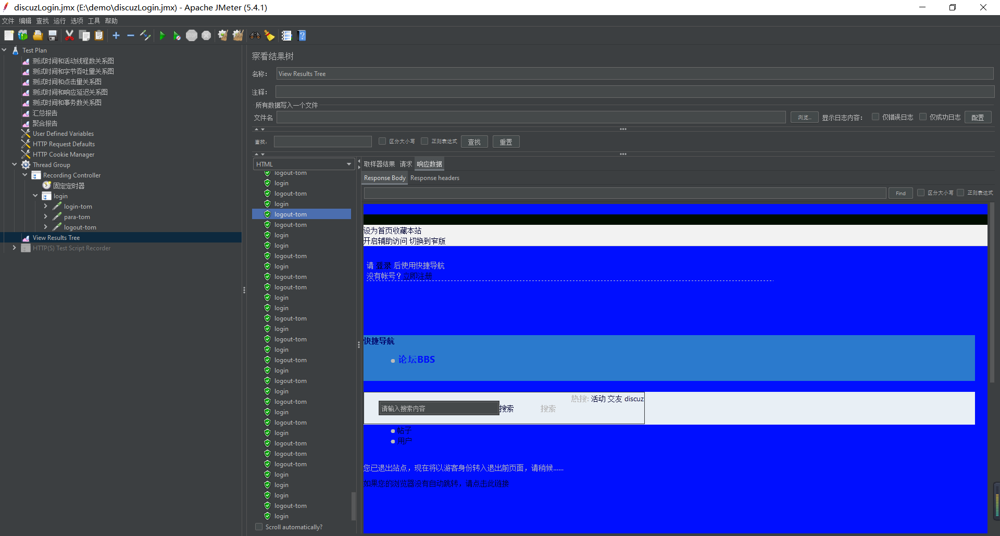 discuzLogin.jmx (E:\demo\discuzLogin.jmx) - Apache JMeter (5.4.1)
文件 编辑 查找 运行 选项 工具 帮助
Test Plan
测试时间和活动线程数关系图
测试时间和字节吞吐量关系图
测试时间和点击量关系图
测试时间和响应延迟关系图
测试时间和事务数关系图
汇总报告
聚合报告
User Defined Variables
HTTP Request Defaults
HTTP Cookie Manager
Thread Group
Recording Controller
固定定时器
login
login-tom
para-tom
logout-tom
View Results Tree
HTTP(S) Test Script Recorder
察看结果树
名称： View Results Tree
注释：
所有数据写入一个文件
文件名 浏览... 显示日志内容： 仅错误日志 仅成功日志 配置
查找： 区分大小写 正则表达式 查找 重置
HTML
logout-tom
login
logout-tom
login
logout-tom
logout-tom
login
login
logout-tom
login
logout-tom
logout-tom
login
login
logout-tom
login
logout-tom
login
logout-tom
login
logout-tom
login
logout-tom
login
logout-tom
login
logout-tom
logout-tom
logout-tom
login
login
login
logout-tom
login
Scroll automatically?
取样器结果 请求 响应数据
Response Body Response headers
Find 区分大小写 正则表达式
设为首页收藏本站
开启辅助访问 切换到窄版
请 登录 后使用快捷导航
没有帐号？立即注册
快捷导航
论坛BBS
热搜: 活动 交友 discuz
请输入搜索内容 搜索 搜索
帖子
用户
您已退出站点，现在将以游客身份转入退出前页面，请稍候......
如果您的浏览器没有自动跳转，请点击此链接